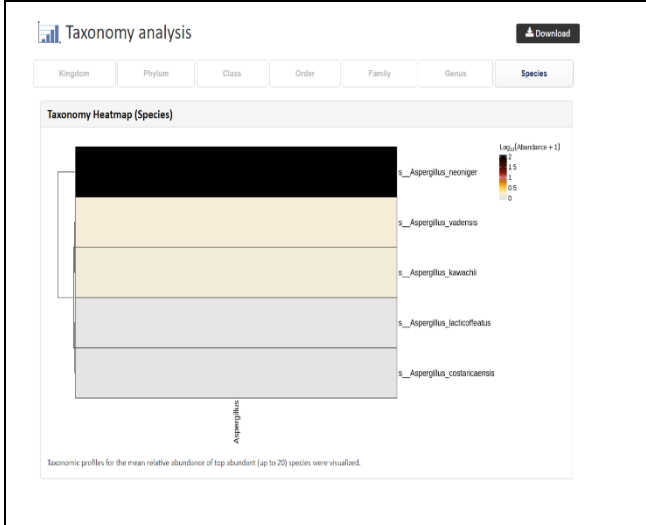 Taxonomy analysis
Download
Kingdom Phylum Class Order Family Genus Species
Taxonomy Heatmap (Species)
Log₁₀(Abundance + 1)
2
1.5
1
0.5
0
s__Aspergillus_neoniger
s__Aspergillus_vadensis
s__Aspergillus_kawachii
s__Aspergillus_lacticoffeatus
s__Aspergillus_costaricaensis
Aspergillus
Taxonomic profiles for the mean relative abundance of top abundant (up to 20) species were visualized.